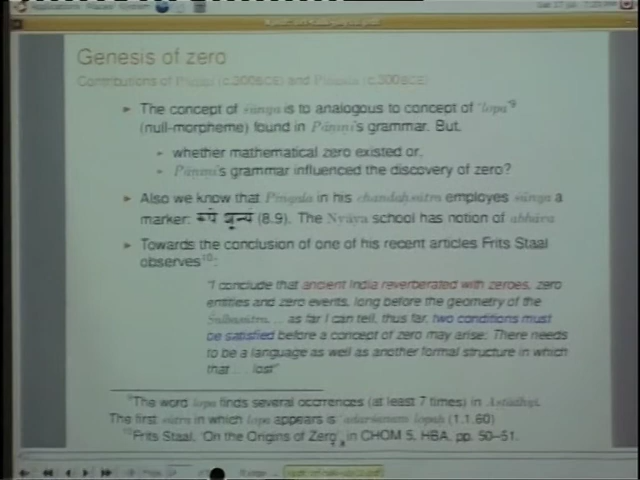 Genesis of zero
Contributions of Pāṇini (c.500BCE) and Piṅgala (c.300BCE)
The concept of śūnya is to analogous to concept of 'lopa'9
(null-morpheme) found in Pāṇini's grammar. But,
whether mathematical zero existed or,
Pāṇini's grammar influenced the discovery of zero?
Also we know that Piṅgala in his chandaḥsūtra employes śūnya a
marker: रूपे शून्यं (8.9). The Nyāya school has notion of abhāva
Towards the conclusion of one of his recent articles Frits Staal
observes10:
"I conclude that ancient India reverberated with zeroes, zero
entities and zero events, long before the geometry of the
Śulbasūtra ... as far I can tell, thus far, two conditions must
be satisfied before a concept of zero may arise: There needs
to be a language as well as another formal structure in which
that ... lost"
9The word lopa finds several ocurrences (at least 7 times) in
The first sūtra in which lopa appears is 'adarśanaṃ lopaḥ (1.1.60)
10Frits Staal, 'On the Origins of Zero', in CHOM 5, HBA, pp. 50–51.